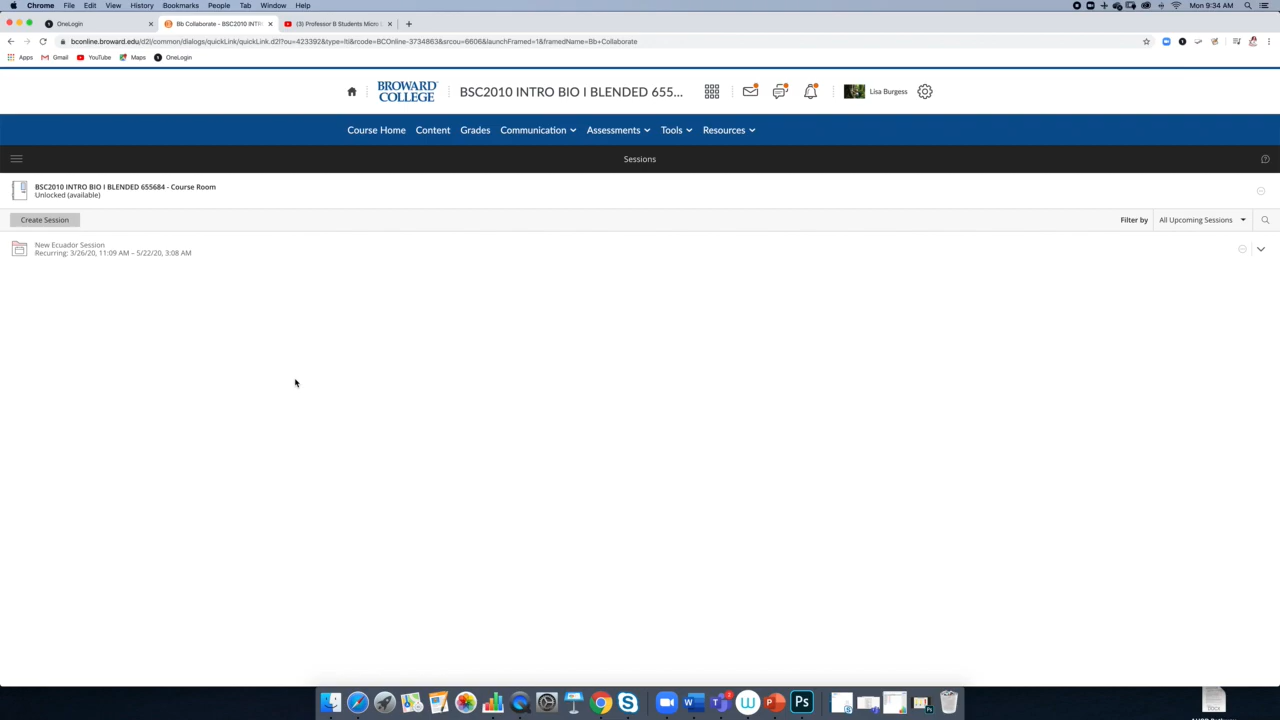 Chrome File Edit View History Bookmarks People Tab Window Help Mon 9:34 AM
OneLogin Bb Collaborate - BSC2010 INTR (3) Professor B Students Micro
bconline.broward.edu/d2l/common/dialogs/quickLink/quickLink.d2l?ou=423392&type=lti&rcode=BCOnline-3734863&srcou=6606&launchFramed=1&framedName=Bb+Collaborate
Apps Gmail YouTube Maps OneLogin
BROWARD COLLEGE BSC2010 INTRO BIO I BLENDED 655... Lisa Burgess
Course Home Content Grades Communication Assessments Tools Resources
Sessions
BSC2010 INTRO BIO I BLENDED 655684 - Course Room
Unlocked (available)
Create Session Filter by All Upcoming Sessions
New Ecuador Session
Recurring: 3/26/20, 11:09 AM – 5/22/20, 3:08 AM